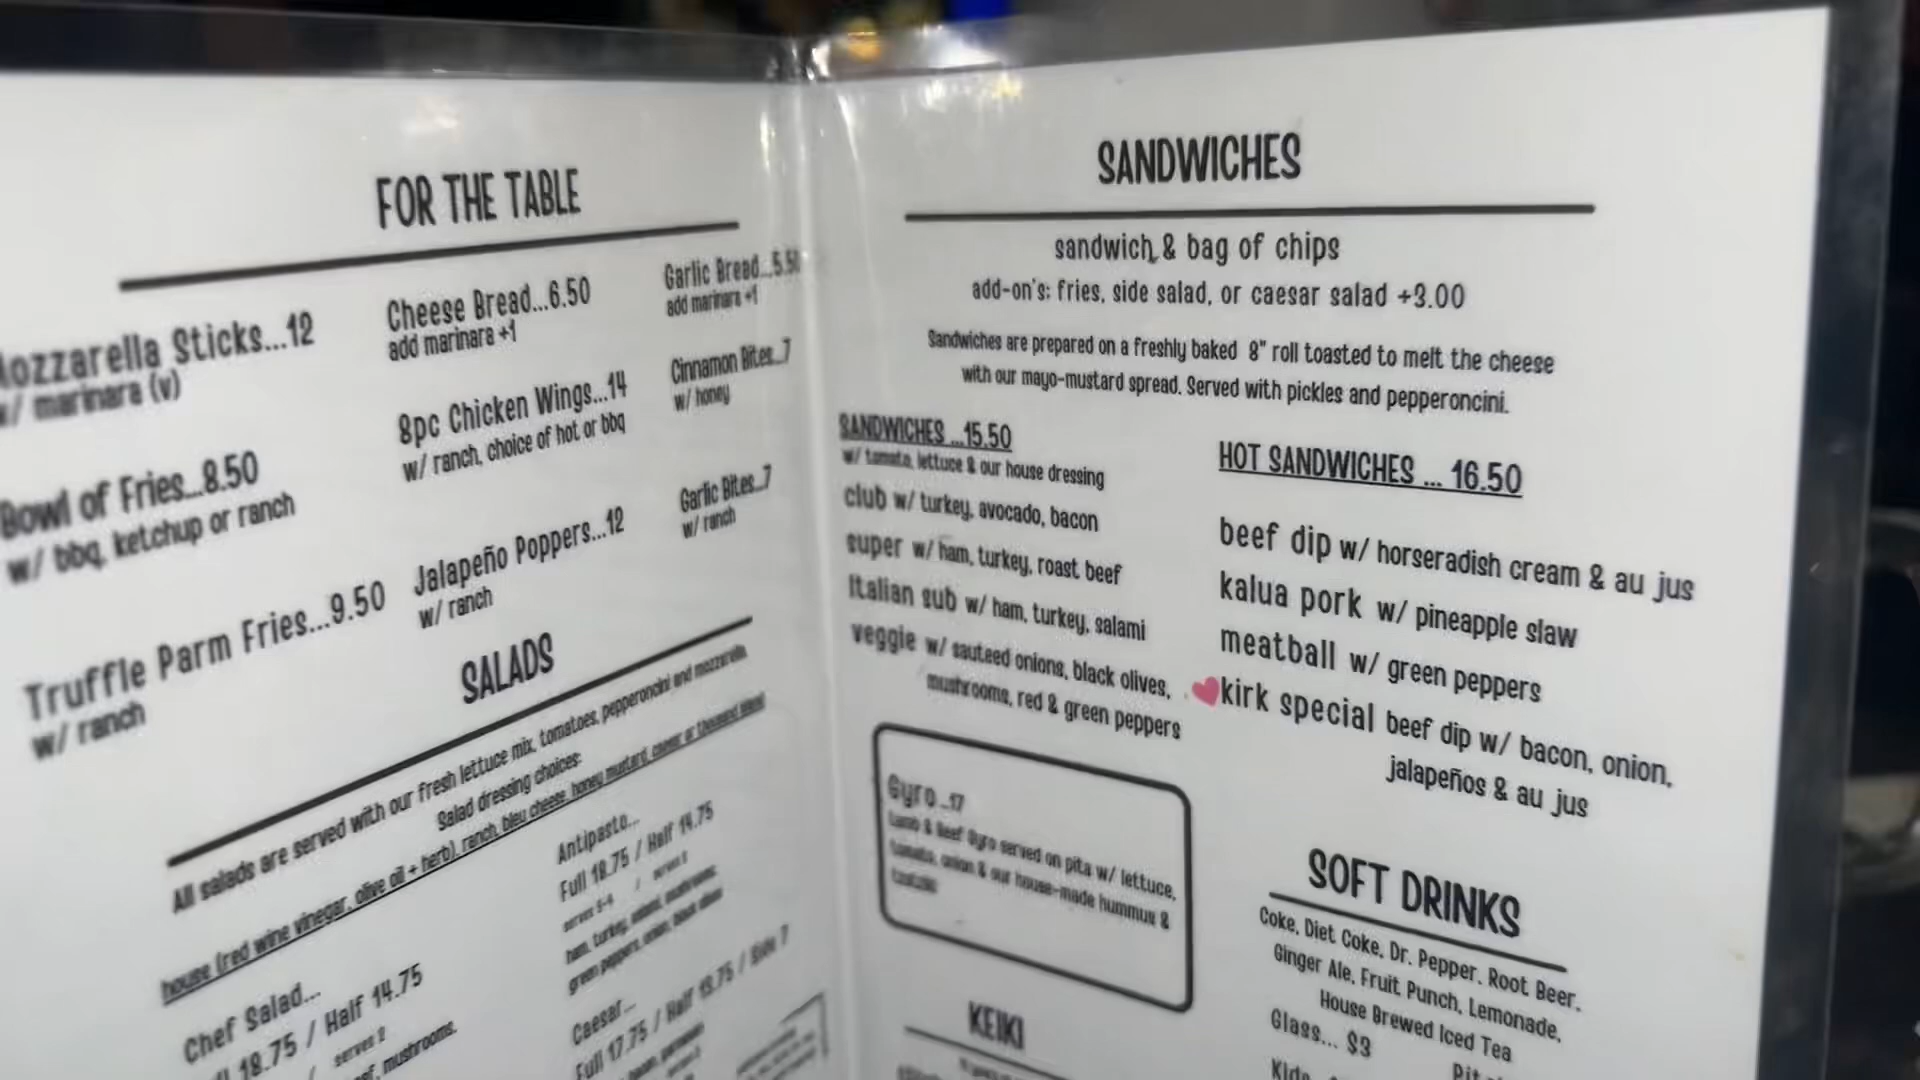 FOR THE TABLE
Mozzarella Sticks...12
w/ marinara (v)
Bowl of Fries...8.50
w/ bbq, ketchup or ranch
Truffle Parm Fries...9.50
w/ ranch
Cheese Bread...6.50
add marinara +1
8pc Chicken Wings...14
w/ ranch, choice of hot or bbq
Jalapeño Poppers...12
w/ ranch
Garlic Bread...5.50
add marinara +1
Cinnamon Bites...7
w/ honey
Garlic Bites...7
w/ ranch
SALADS
All salads are served with our fresh lettuce mix, tomatoes, pepperoncini and mozzarella
Salad dressing choices:
house (red wine vinegar, olive oil + herb), ranch, bleu cheese, honey mustard, caesar or thousand island
Chef Salad...
18.75 / Half 14.75
/ serves 2
mushrooms,
Antipasto...
Full 18.75 / Half 14.75
serves 3-4 /
ham, turkey, salami, mushrooms,
green peppers, onion, black olives
Caesar...
Full 17.75 / Half 13.75 / Side 7
SANDWICHES
sandwich & bag of chips
add-on's: fries, side salad, or caesar salad +3.00
Sandwiches are prepared on a freshly baked 8" roll toasted to melt the cheese
with our mayo-mustard spread. Served with pickles and pepperoncini.
SANDWICHES ...15.50
w/ tomato, lettuce & our house dressing
club w/ turkey, avocado, bacon
super w/ ham, turkey, roast beef
Italian sub w/ ham, turkey, salami
veggie w/ sauteed onions, black olives,
mushrooms, red & green peppers
Gyro ...17
Lamb & Beef Gyro served on pita w/ lettuce,
tomato, onion & our house-made hummus &
tzatziki
KEIKI
HOT SANDWICHES ... 16.50
beef dip w/ horseradish cream & au jus
kalua pork w/ pineapple slaw
meatball w/ green peppers
kirk special beef dip w/ bacon, onion,
jalapeños & au jus
SOFT DRINKS
Coke, Diet Coke, Dr. Pepper, Root Beer,
Ginger Ale, Fruit Punch, Lemonade,
House Brewed Iced Tea
Glass... $3
Kids